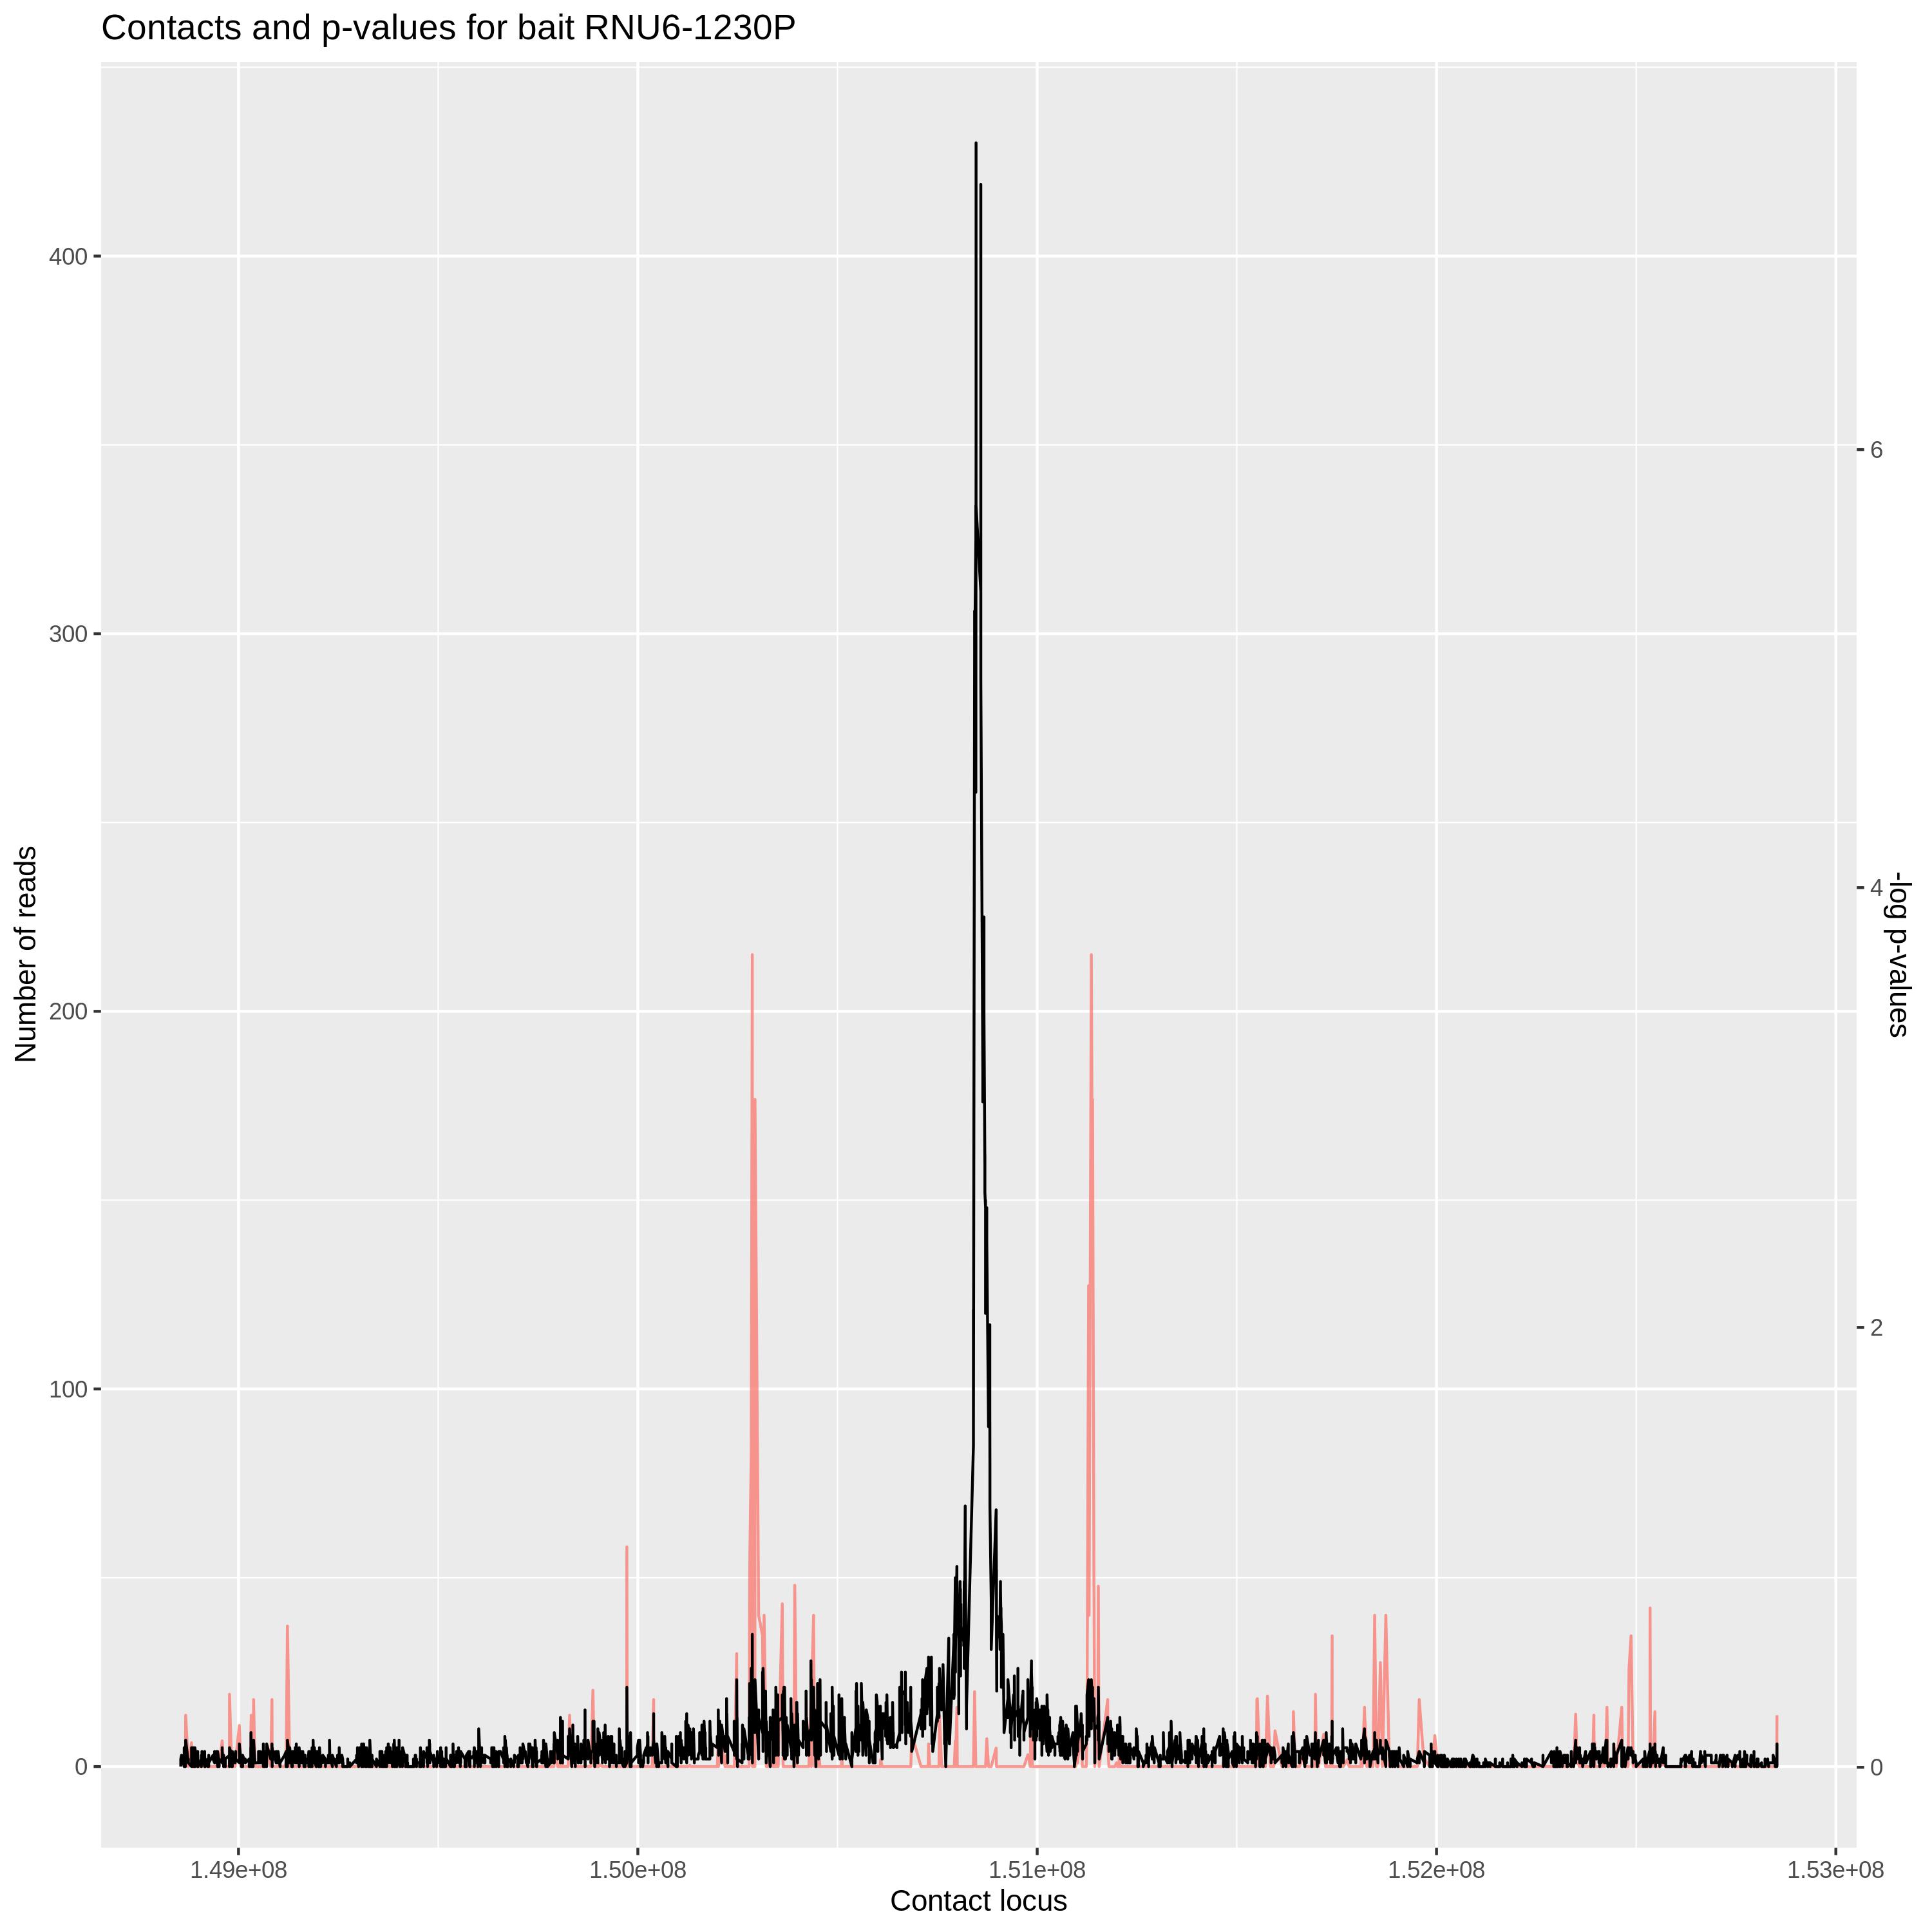 Contacts and p-values for bait RNU6-1230P
400
300
200
100
0
Number of reads
6
4
2
0
-log p-values
1.49e+08
1.50e+08
1.51e+08
1.52e+08
1.53e+08
Contact locus